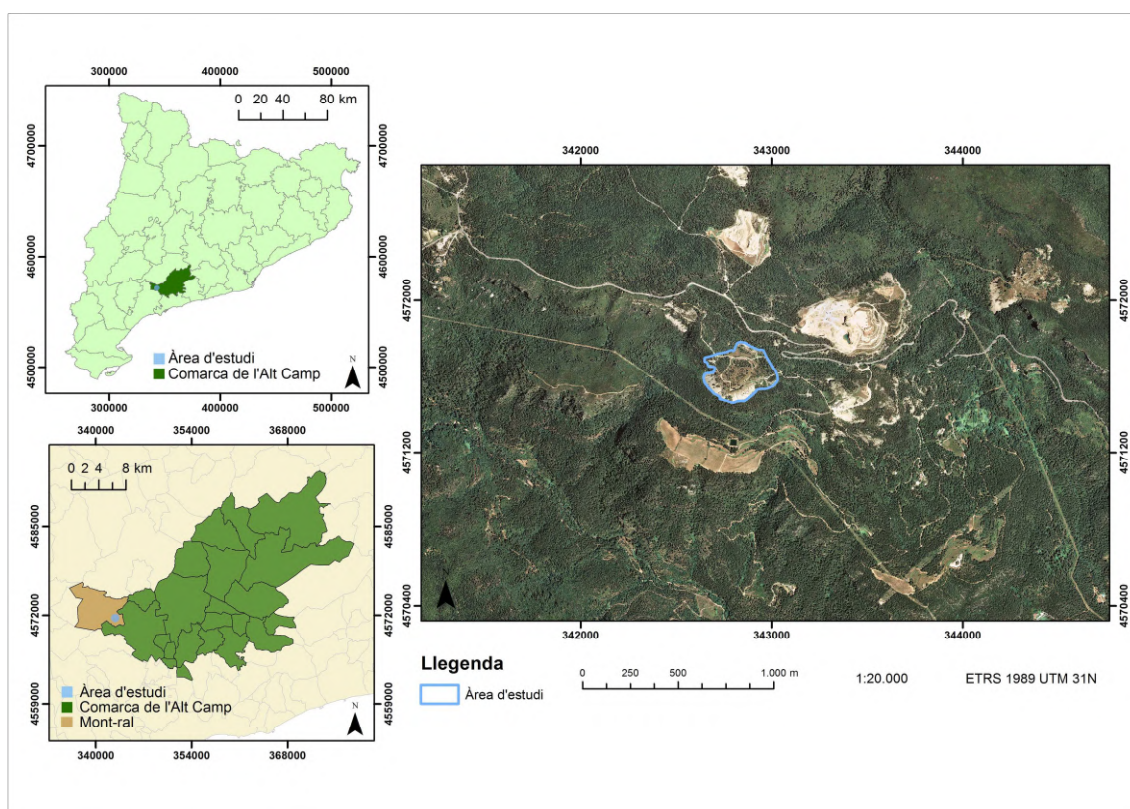 300000 400000 500000
0 20 40 80 km
4700000
4600000
4500000
4700000
4600000
4500000
Àrea d'estudi
Comarca de l'Alt Camp
N
300000 400000 500000
340000 354000 368000
0 2 4 8 km
4585000
4572000
4559000
4585000
4572000
4559000
Àrea d'estudi
Comarca de l'Alt Camp
Mont-ral
N
340000 354000 368000
342000 343000 344000
4572000
4571200
4570400
4572000
4571200
4570400
342000 343000 344000
Llegenda
Àrea d'estudi
0 250 500 1.000 m
1:20.000
ETRS 1989 UTM 31N